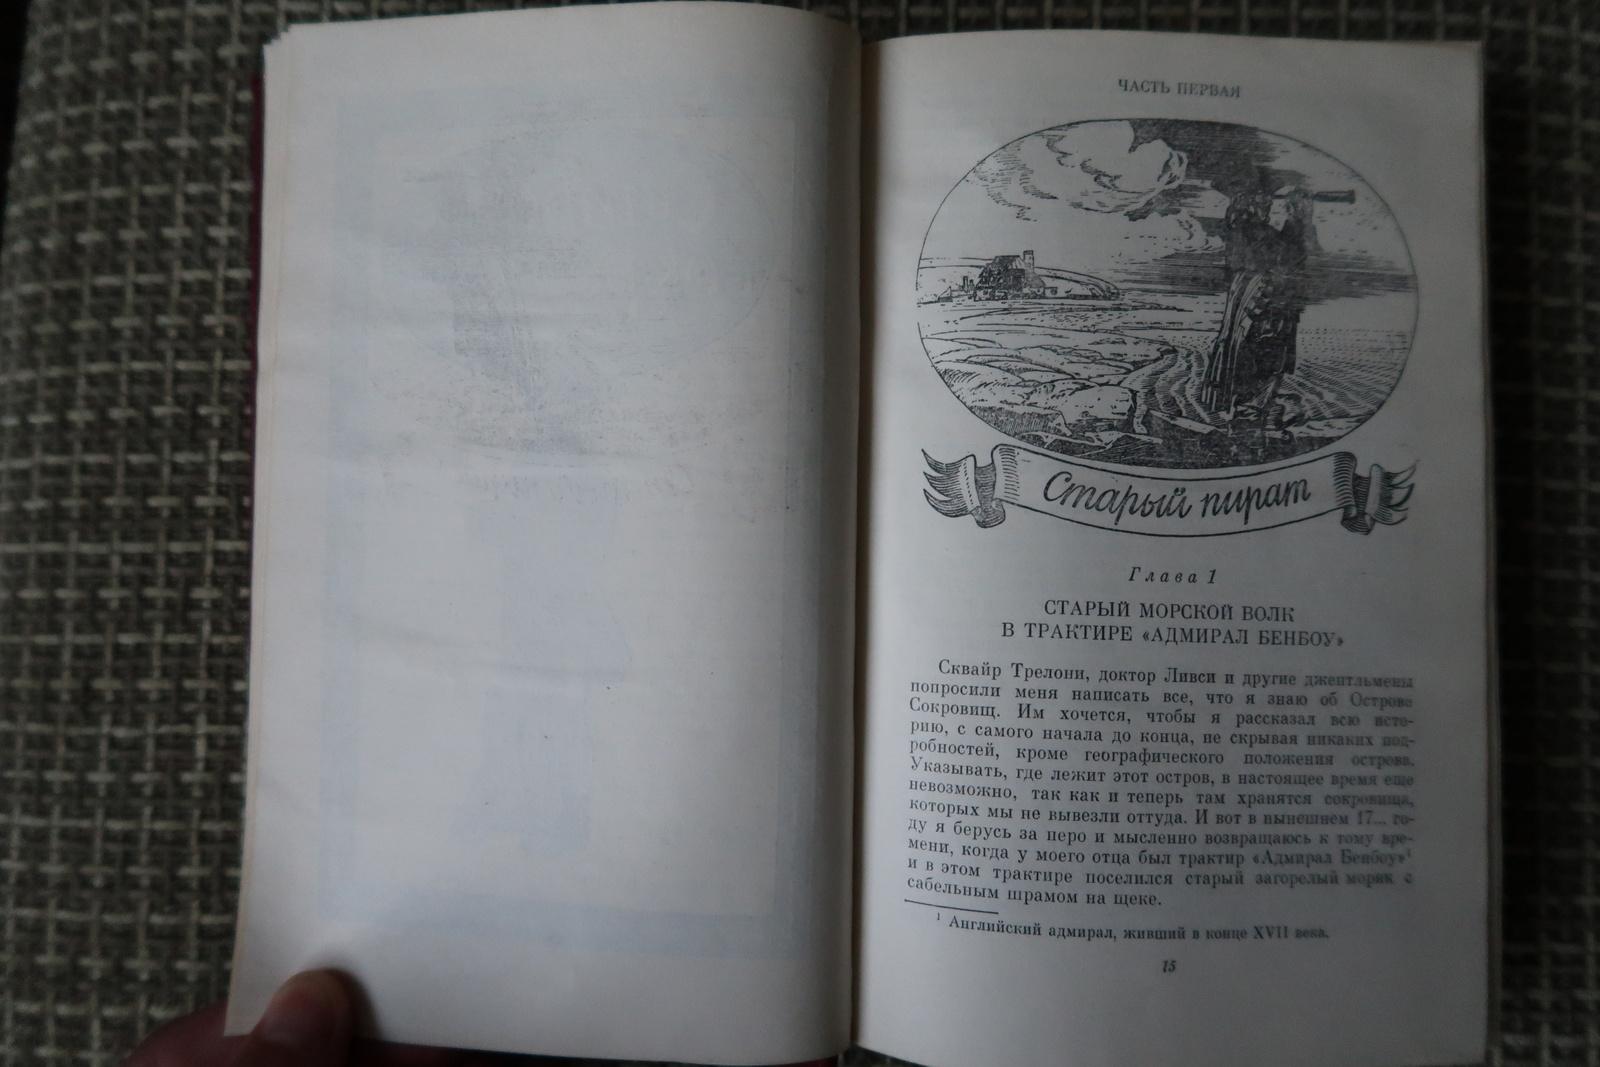 ЧАСТЬ ПЕРВАЯ
Старый пират
Глава 1
СТАРЫЙ МОРСКОЙ ВОЛК
В ТРАКТИРЕ «АДМИРАЛ БЕНБОУ»
Сквайр Трелони, доктор Ливси и другие джентльмены
попросили меня написать все, что я знаю об Острове
Сокровищ. Им хочется, чтобы я рассказал всю исто-
рию, с самого начала до конца, не скрывая никаких под-
робностей, кроме географического положения острова.
Указывать, где лежит этот остров, в настоящее время еще
невозможно, так как и теперь там хранятся сокровища,
которых мы не вывезли оттуда. И вот в нынешнем 17... го-
ду я берусь за перо и мысленно возвращаюсь к тому вре-
мени, когда у моего отца был трактир «Адмирал Бенбоу»¹
и в этом трактире поселился старый загорелый моряк с
сабельным шрамом на щеке.
¹ Английский адмирал, живший в конце XVII века.
15